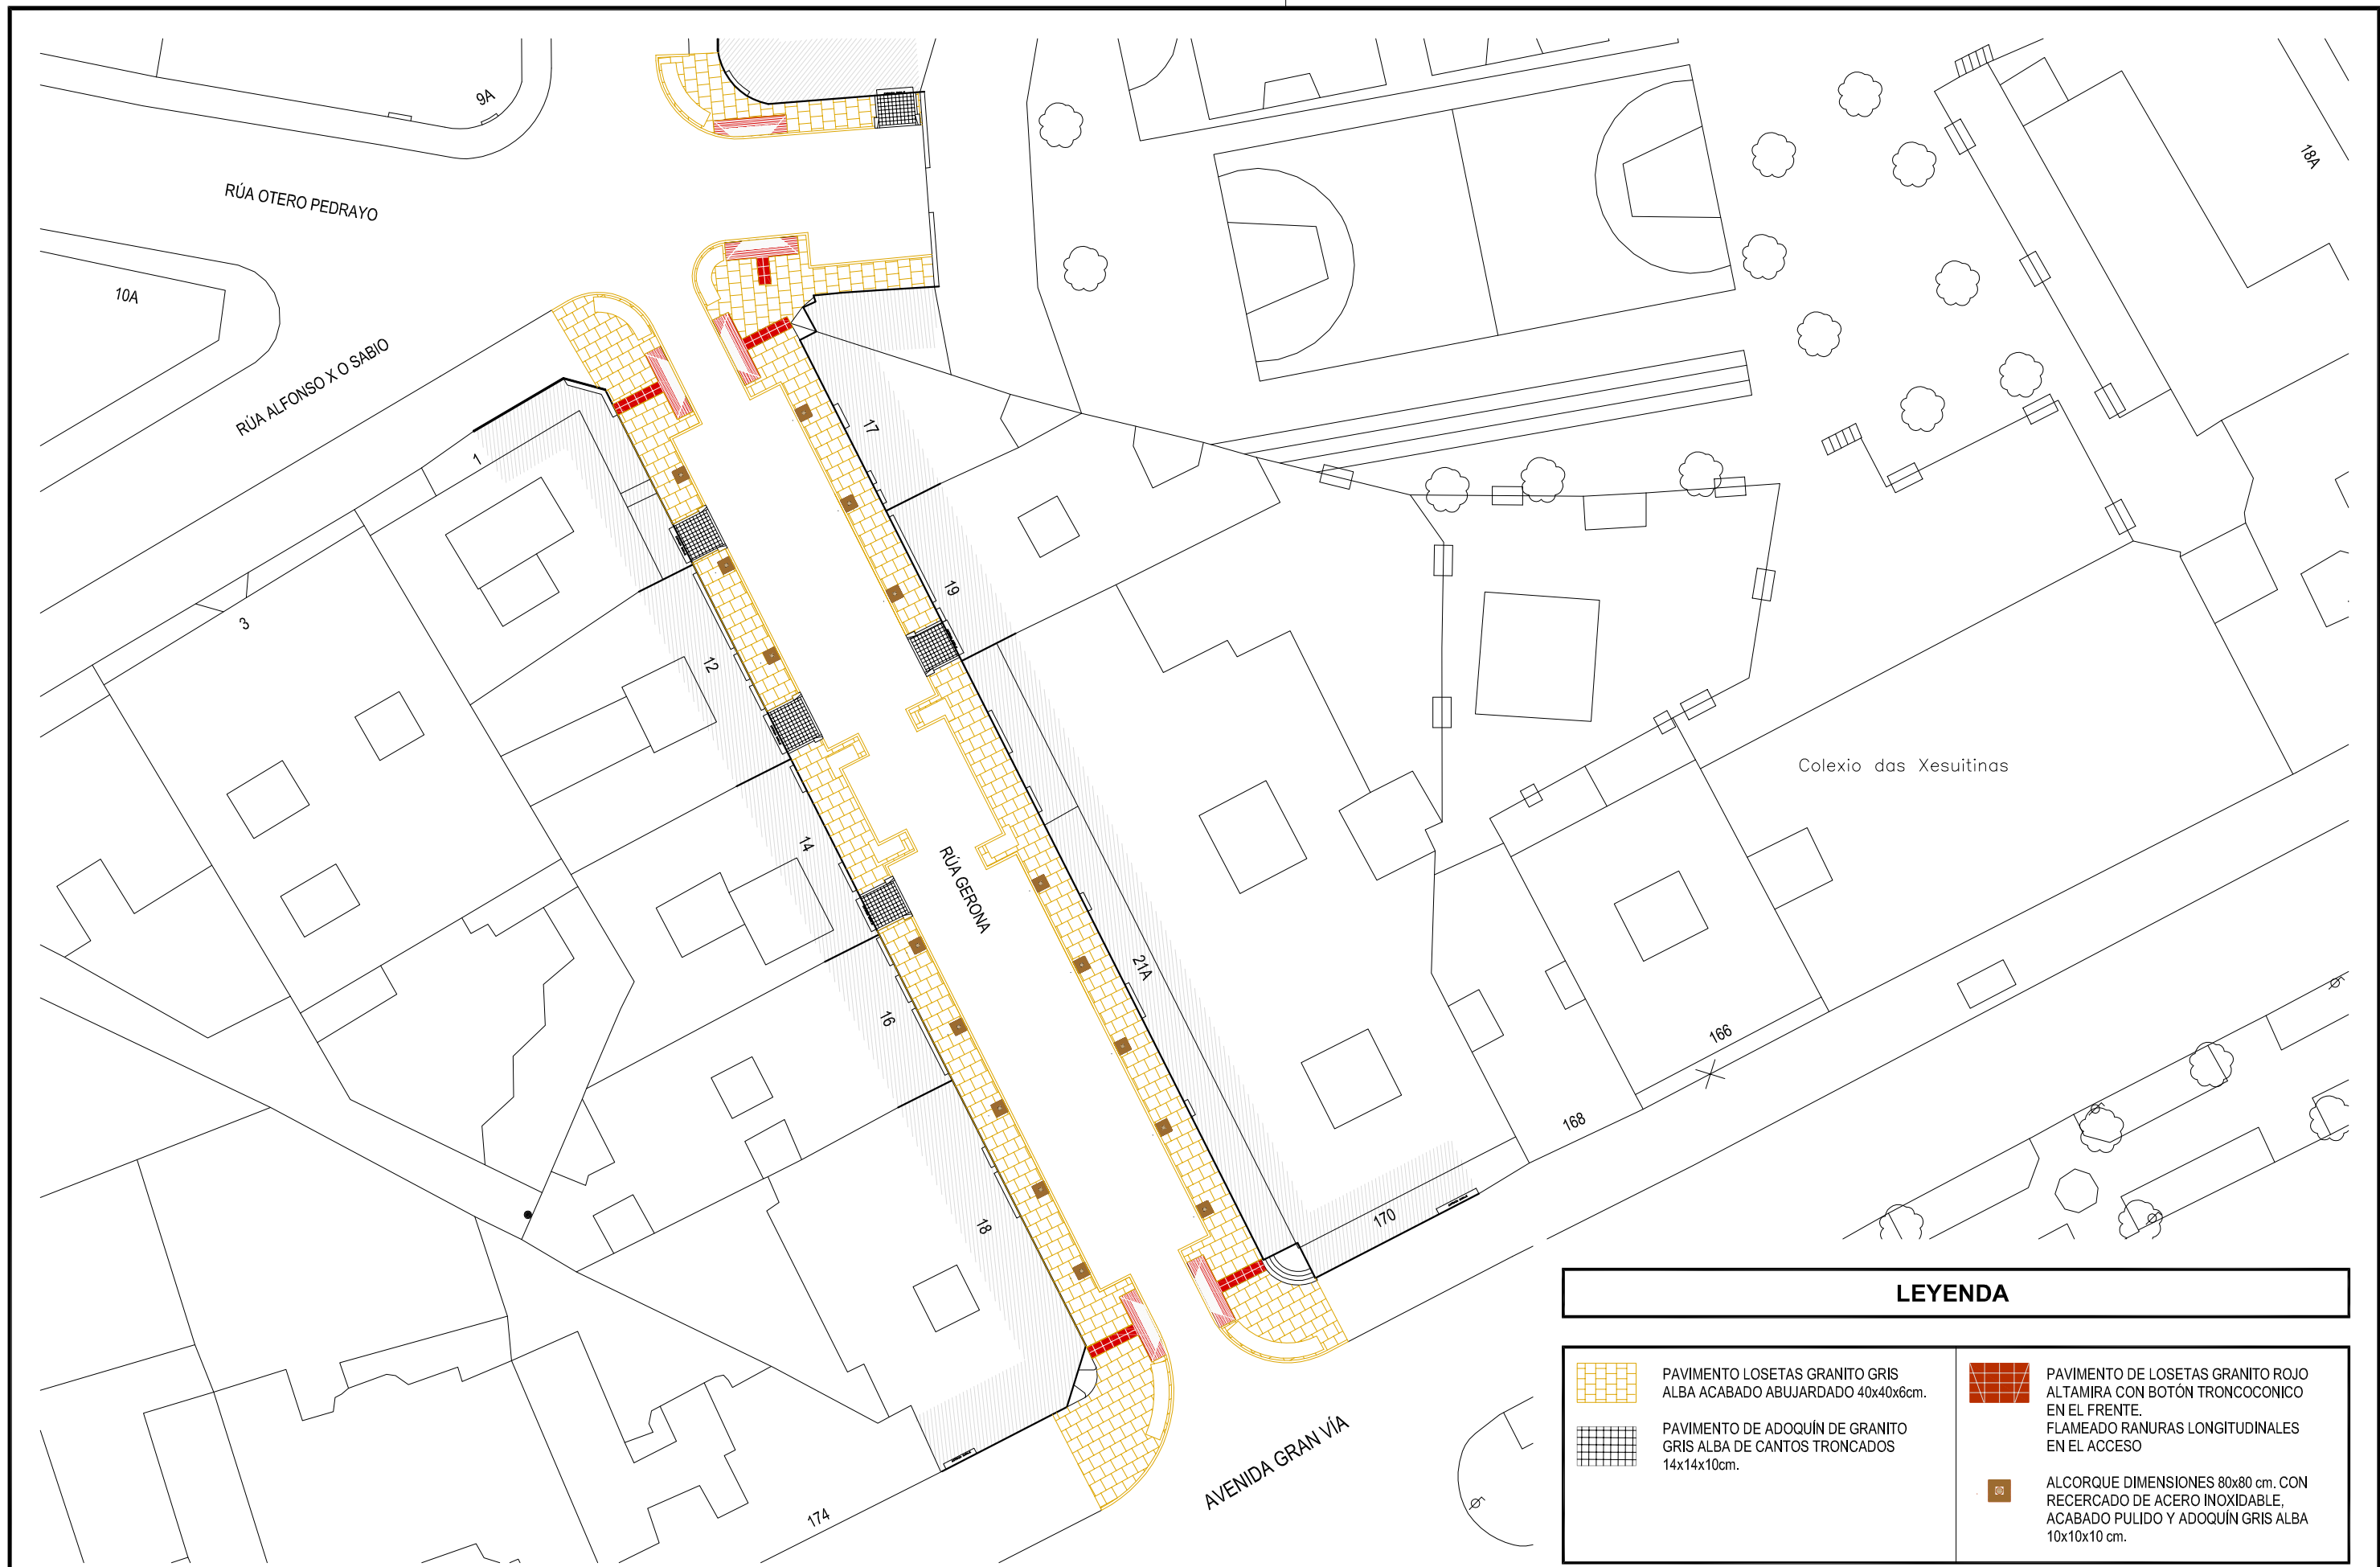 9A
18A
RÚA OTERO PEDRAYO
10A
RÚA ALFONSO X O SABIO
1
17
3
19
12
Colexio das Xesuitinas
14
RÚA GERONA
21A
16
166
168
18
170
174
AVENIDA GRAN VÍA
LEYENDA
PAVIMENTO LOSETAS GRANITO GRIS
ALBA ACABADO ABUJARDADO 40x40x6cm.
PAVIMENTO DE ADOQUÍN DE GRANITO
GRIS ALBA DE CANTOS TRONCADOS
14x14x10cm.
PAVIMENTO DE LOSETAS GRANITO ROJO
ALTAMIRA CON BOTÓN TRONCOCONICO
EN EL FRENTE.
FLAMEADO RANURAS LONGITUDINALES
EN EL ACCESO
ALCORQUE DIMENSIONES 80x80 cm. CON
RECERCADO DE ACERO INOXIDABLE,
ACABADO PULIDO Y ADOQUÍN GRIS ALBA
10x10x10 cm.